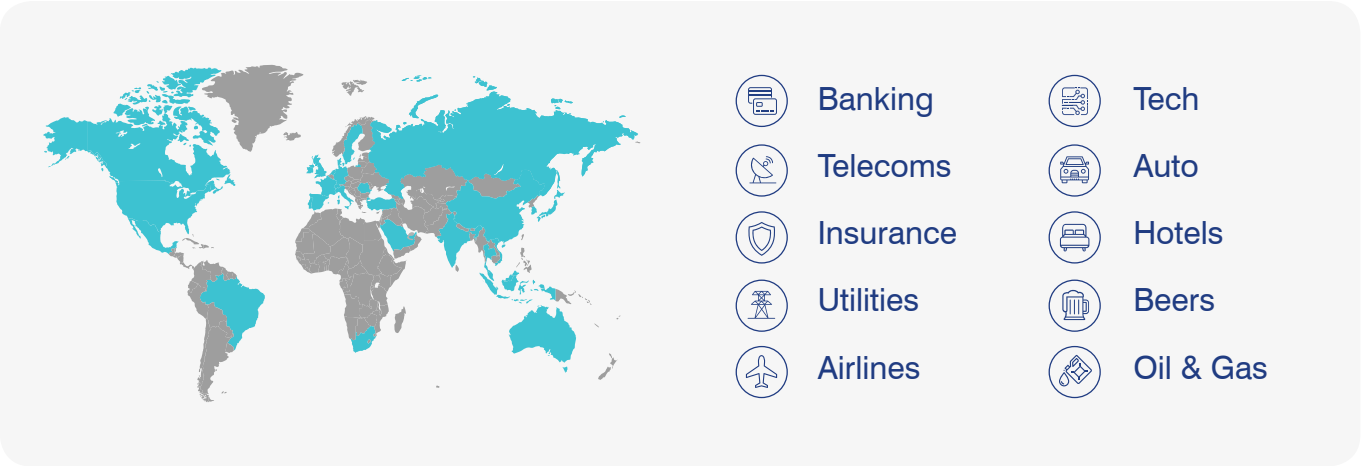 Banking
Telecoms
Insurance
Utilities
Airlines
Tech
Auto
Hotels
Beers
Oil & Gas